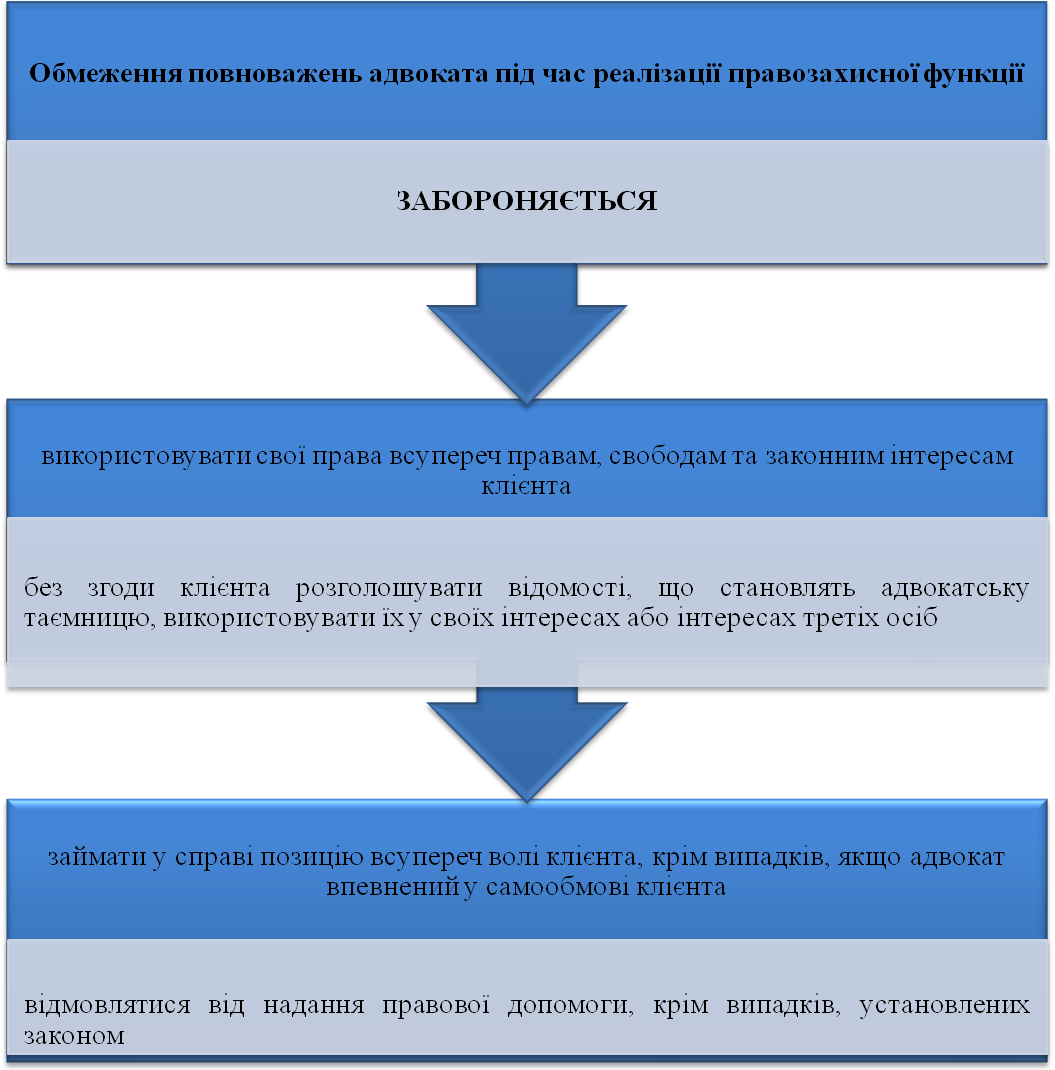 Обмеження повноважень адвоката під час реалізації правозахисної функції
ЗАБОРОНЯЄТЬСЯ
використовувати свої права всупереч правам, свободам та законним інтересам
клієнта
без згоди клієнта розголошувати відомості, що становлять адвокатську
таємницю, використовувати їх у своїх інтересах або інтересах третіх осіб
займати у справі позицію всупереч волі клієнта, крім випадків, якщо адвокат
впевнений у самообмові клієнта
відмовлятися від надання правової допомоги, крім випадків, установлених
законом